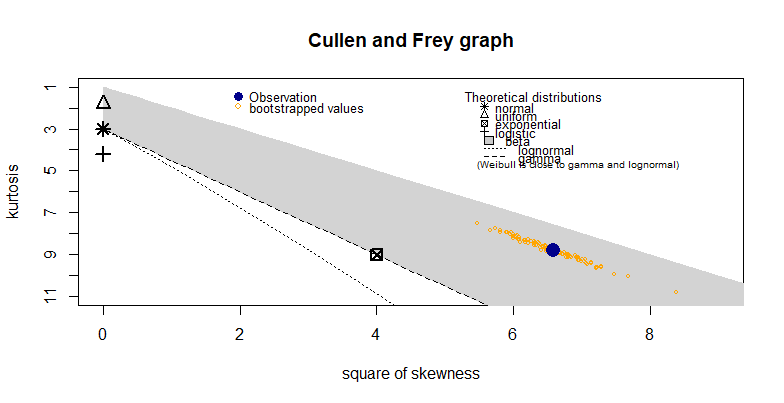 Cullen and Frey graph
Observation
bootstrapped values
Theoretical distributions
normal
uniform
exponential
logistic
beta
lognormal
gamma
(Weibull is close to gamma and lognormal)
kurtosis
1
3
5
7
9
11
0
2
4
6
8
square of skewness